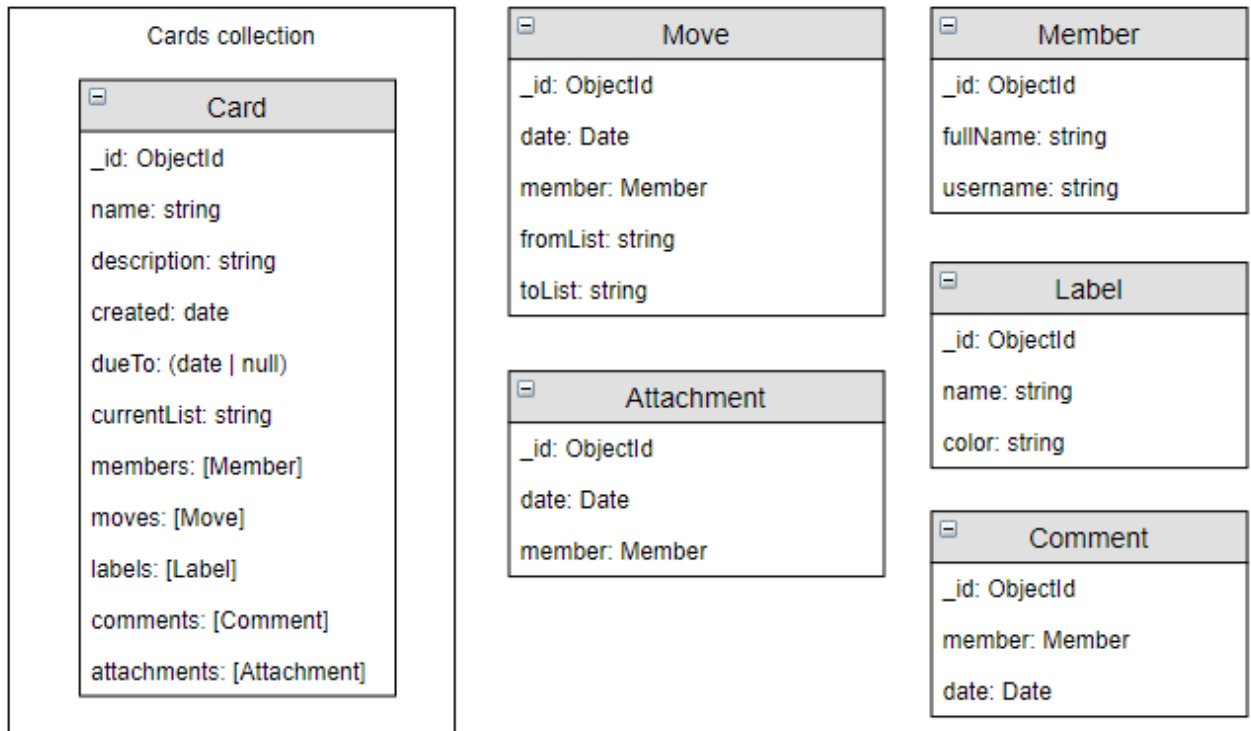 Cards collection
Card
_id: ObjectId
name: string
description: string
created: date
dueTo: (date | null)
currentList: string
members: [Member]
moves: [Move]
labels: [Label]
comments: [Comment]
attachments: [Attachment]
Move
_id: ObjectId
date: Date
member: Member
fromList: string
toList: string
Attachment
_id: ObjectId
date: Date
member: Member
Member
_id: ObjectId
fullName: string
username: string
Label
_id: ObjectId
name: string
color: string
Comment
_id: ObjectId
member: Member
date: Date